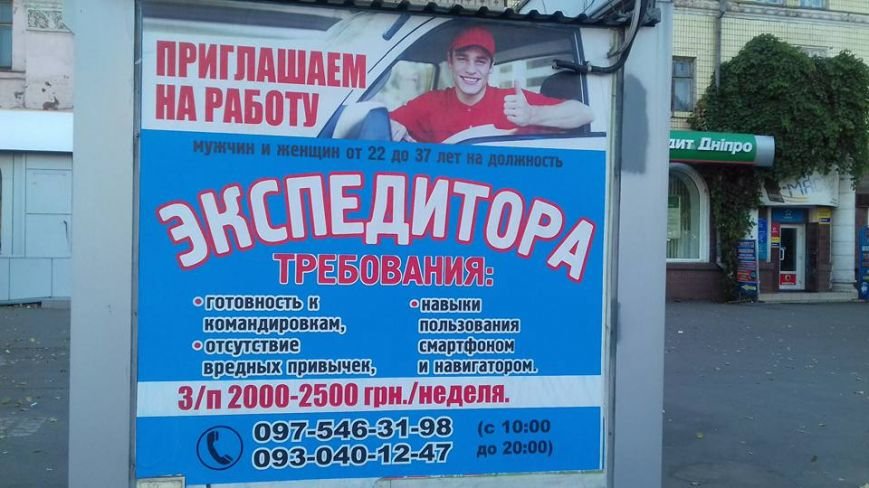 ПРИГЛАШАЕМ
НА РАБОТУ
мужчин и женщин от 22 до 37 лет на должность
ЭКСПЕДИТОРА
ТРЕБОВАНИЯ:
• готовность к
командировкам,
• отсутствие
вредных привычек,
• навыки
пользования
смартфоном
и навигатором.
З/п 2000-2500 грн./неделя.
097-546-31-98
093-040-12-47
(с 10:00
до 20:00)
Дніпро